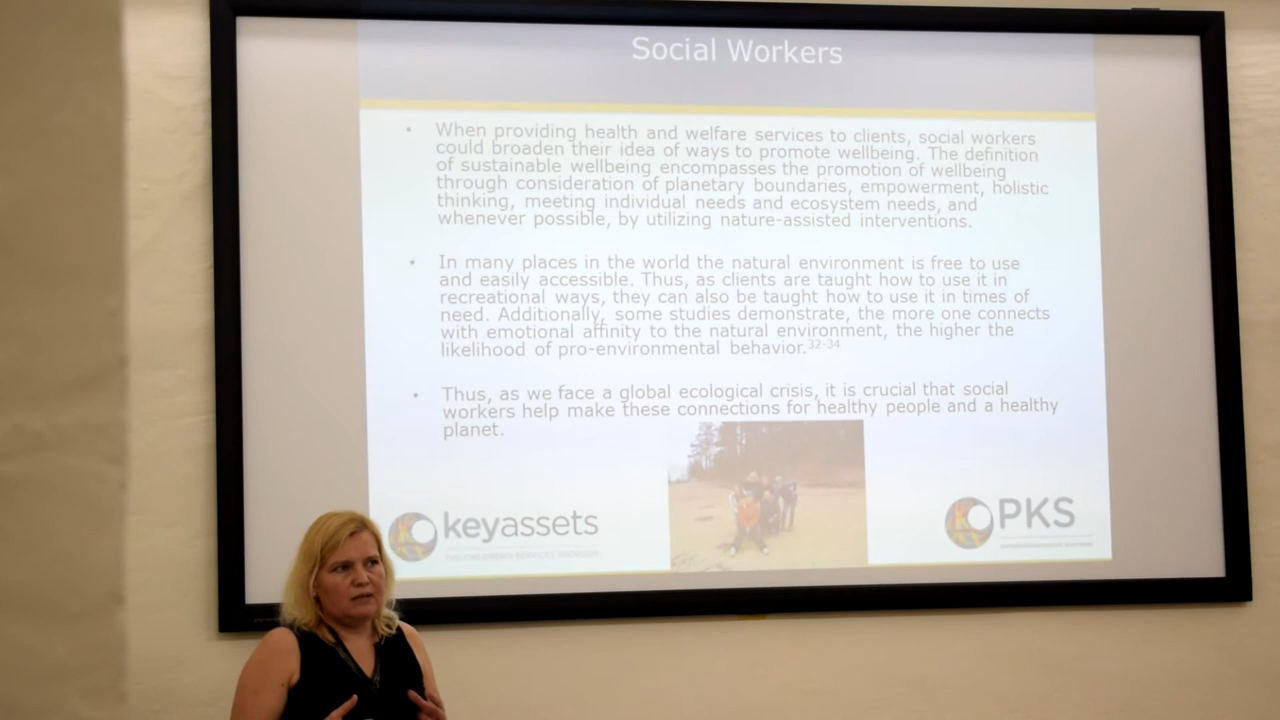 Social Workers
• When providing health and welfare services to clients, social workers
could broaden their idea of ways to promote wellbeing. The definition
of sustainable wellbeing encompasses the promotion of wellbeing
through consideration of planetary boundaries, empowerment, holistic
thinking, meeting individual needs and ecosystem needs, and
whenever possible, by utilizing nature-assisted interventions.
• In many places in the world the natural environment is free to use
and easily accessible. Thus, as clients are taught how to use it in
recreational ways, they can also be taught how to use it in times of
need. Additionally, some studies demonstrate, the more one connects
with emotional affinity to the natural environment, the higher the
likelihood of pro-environmental behavior.32-34
• Thus, as we face a global ecological crisis, it is crucial that social
workers help make these connections for healthy people and a healthy
planet.
keyassets
PKS